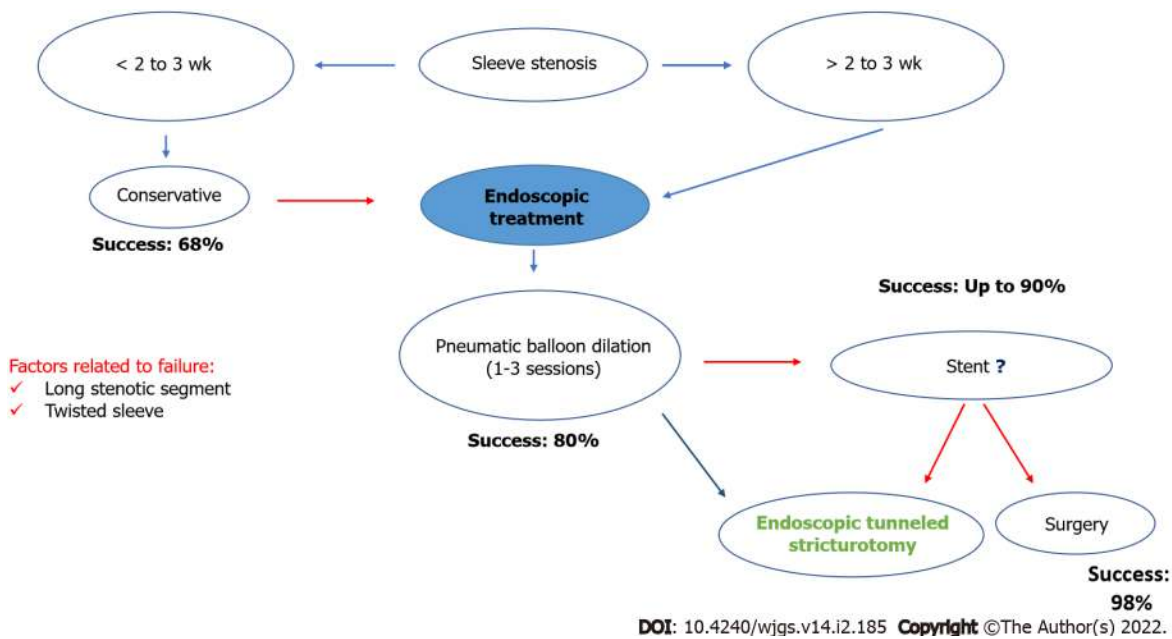 < 2 to 3 wk
Sleeve stenosis
> 2 to 3 wk
Conservative
Success: 68%
Endoscopic
treatment
Success: Up to 90%
Pneumatic balloon dilation
(1-3 sessions)
Success: 80%
Stent ?
Factors related to failure:
✓ Long stenotic segment
✓ Twisted sleeve
Endoscopic tunneled
stricturotomy
Surgery
Success:
98%
DOI: 10.4240/wjgs.v14.i2.185 Copyright ©The Author(s) 2022.